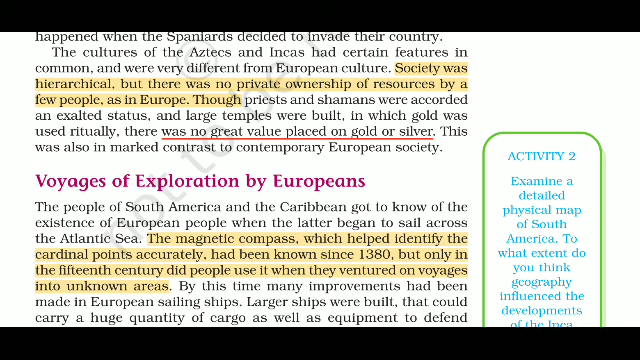 happened when the Spaniards decided to invade their country.
The cultures of the Aztecs and Incas had certain features in
common, and were very different from European culture. Society was
hierarchical, but there was no private ownership of resources by a
few people, as in Europe. Though priests and shamans were accorded
an exalted status, and large temples were built, in which gold was
used ritually, there was no great value placed on gold or silver. This
was also in marked contrast to contemporary European society.
Voyages of Exploration by Europeans
The people of South America and the Caribbean got to know of the
existence of European people when the latter began to sail across
the Atlantic Sea. The magnetic compass, which helped identify the
cardinal points accurately, had been known since 1380, but only in
the fifteenth century did people use it when they ventured on voyages
into unknown areas. By this time many improvements had been
made in European sailing ships. Larger ships were built, that could
carry a huge quantity of cargo as well as equipment to defend
ACTIVITY 2
Examine a
detailed
physical map
of South
America. To
what extent do
you think
geography
influenced the
developments
of the Inca